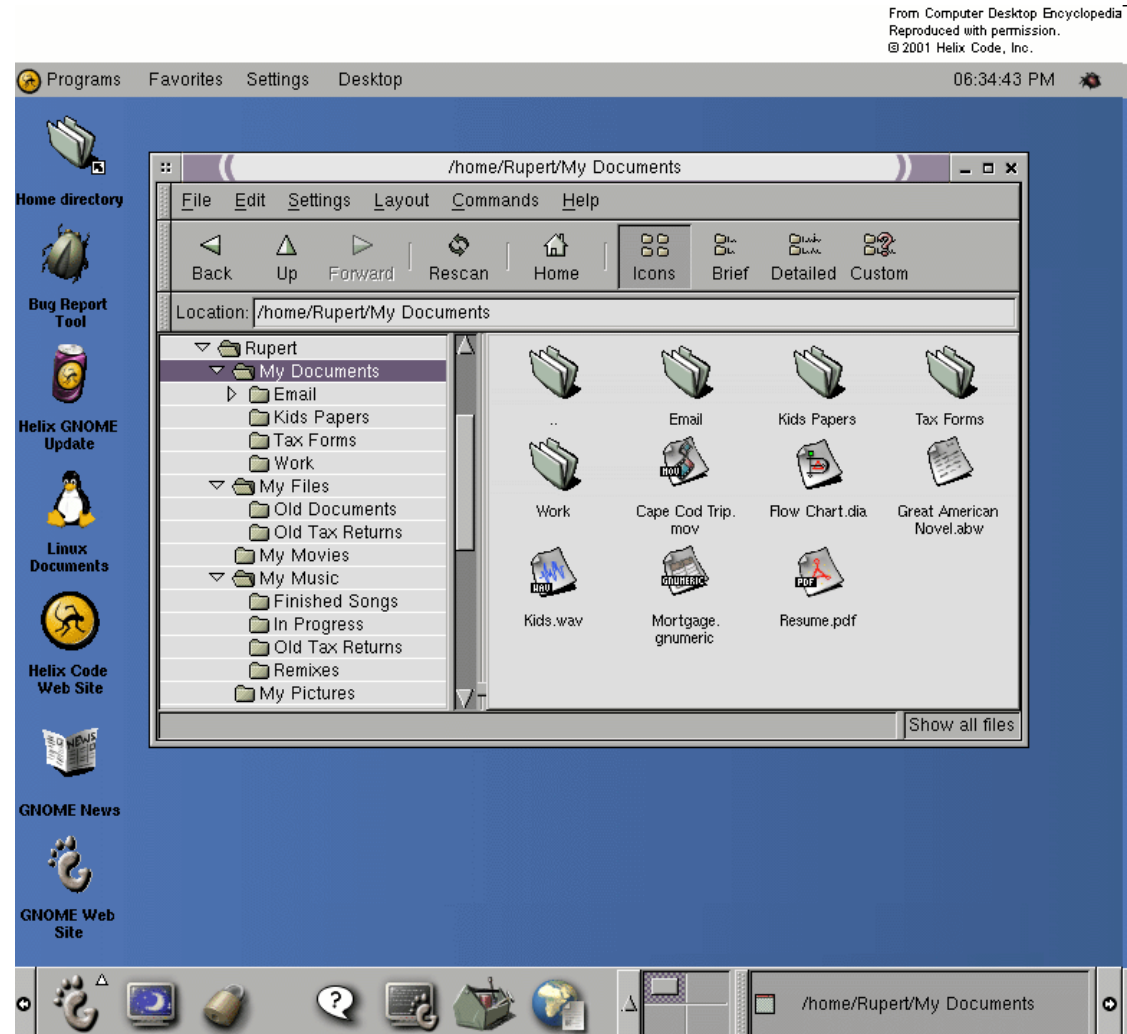 From Computer Desktop Encyclopedia
Reproduced with permission.
© 2001 Helix Code, Inc.
Programs Favorites Settings Desktop 06:34:43 PM
Home directory
Bug Report
Tool
Helix GNOME
Update
Linux
Documents
Helix Code
Web Site
NEWS
GNOME News
GNOME Web
Site
/home/Rupert/My Documents
File Edit Settings Layout Commands Help
Back Up Forward Rescan Home Icons Brief Detailed Custom
Location: /home/Rupert/My Documents
Rupert
My Documents
Email
Kids Papers
Tax Forms
Work
My Files
Old Documents
Old Tax Returns
My Movies
My Music
Finished Songs
In Progress
Old Tax Returns
Remixes
My Pictures
.. Email Kids Papers Tax Forms
MOV
Work Cape Cod Trip. Flow Chart.dia Great American
mov Novel.abw
WAV GNUMERIC PDF
Kids.wav Mortgage. Resume.pdf
gnumeric
Show all files
/home/Rupert/My Documents